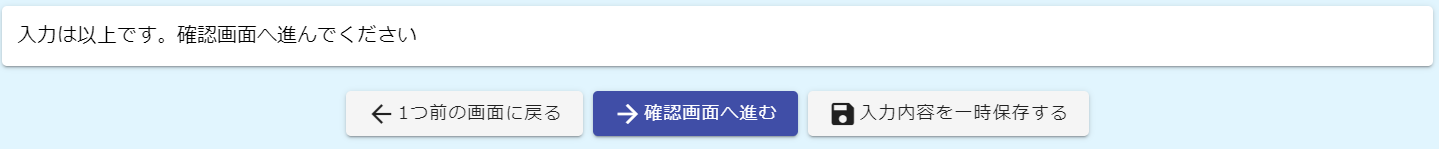 入力は以上です。確認画面へ進んでください
1つ前の画面に戻る
確認画面へ進む
入力内容を一時保存する